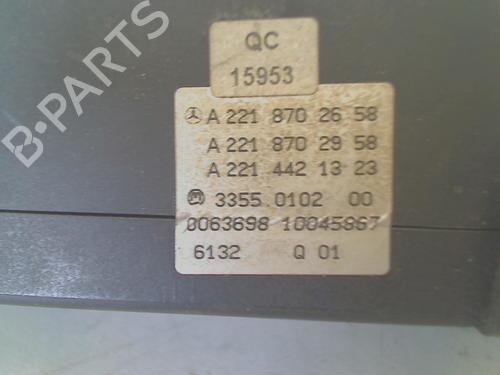 B-PARTS
QC
15953
A 221 870 26 58
A 221 870 29 58
A 221 442 13 23
3355 0102 00
0063698 10045867
6132 Q 01